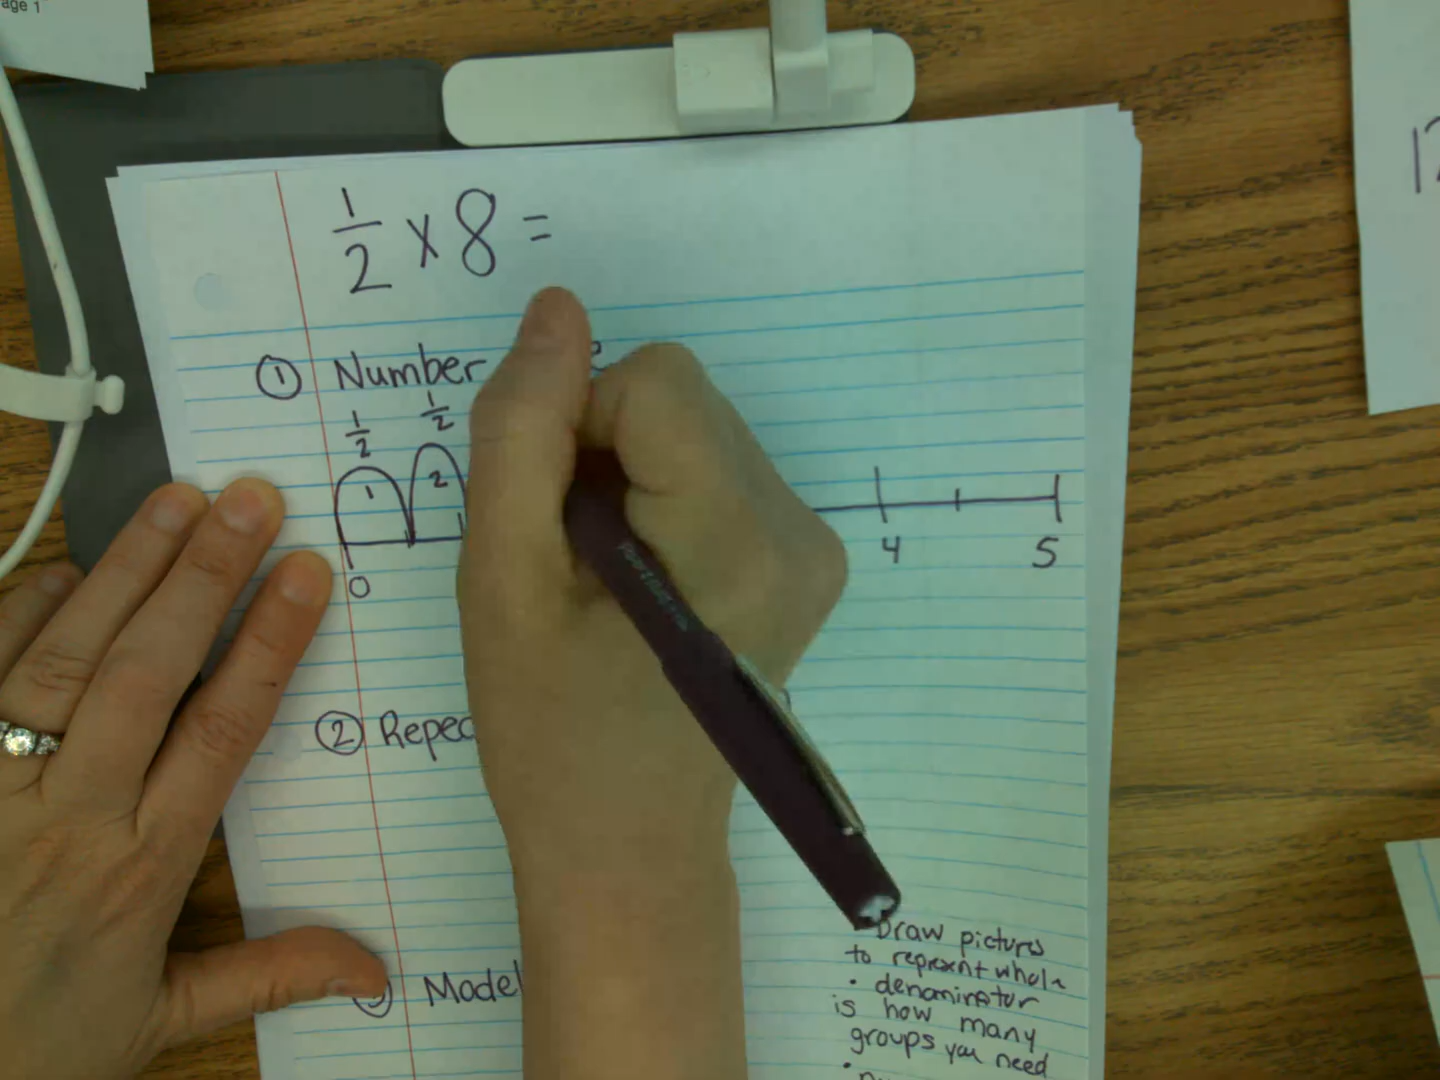 age 1
1/2 x 8 =
① Number
1/2 1/2
1 2
0 4 5
② Repea
Model
Draw pictures
to represent whole
• denominator
is how many
groups you need